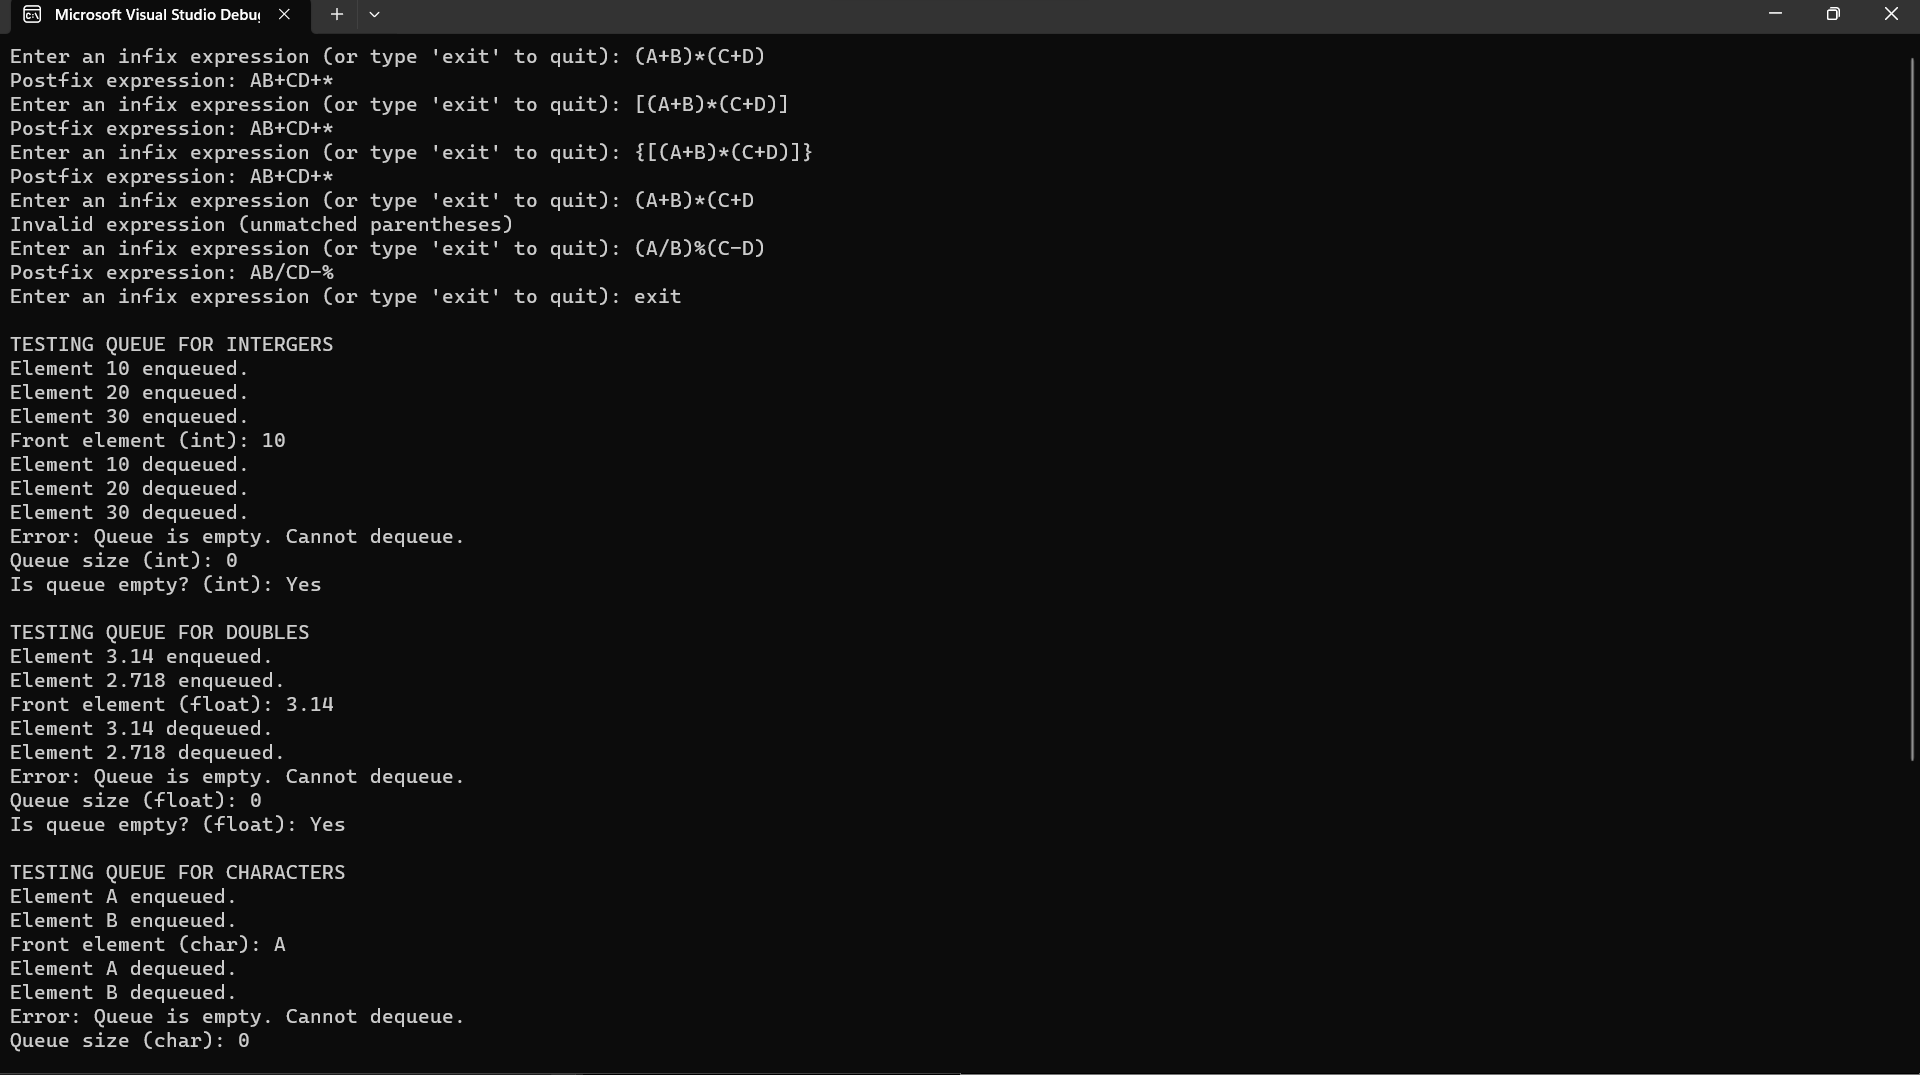 Microsoft Visual Studio Debug
Enter an infix expression (or type 'exit' to quit): (A+B)*(C+D)
Postfix expression: AB+CD+*
Enter an infix expression (or type 'exit' to quit): [(A+B)*(C+D)]
Postfix expression: AB+CD+*
Enter an infix expression (or type 'exit' to quit): {[(A+B)*(C+D)]}
Postfix expression: AB+CD+*
Enter an infix expression (or type 'exit' to quit): (A+B)*(C+D
Invalid expression (unmatched parentheses)
Enter an infix expression (or type 'exit' to quit): (A/B)%(C-D)
Postfix expression: AB/CD-%
Enter an infix expression (or type 'exit' to quit): exit
TESTING QUEUE FOR INTERGERS
Element 10 enqueued.
Element 20 enqueued.
Element 30 enqueued.
Front element (int): 10
Element 10 dequeued.
Element 20 dequeued.
Element 30 dequeued.
Error: Queue is empty. Cannot dequeue.
Queue size (int): 0
Is queue empty? (int): Yes
TESTING QUEUE FOR DOUBLES
Element 3.14 enqueued.
Element 2.718 enqueued.
Front element (float): 3.14
Element 3.14 dequeued.
Element 2.718 dequeued.
Error: Queue is empty. Cannot dequeue.
Queue size (float): 0
Is queue empty? (float): Yes
TESTING QUEUE FOR CHARACTERS
Element A enqueued.
Element B enqueued.
Front element (char): A
Element A dequeued.
Element B dequeued.
Error: Queue is empty. Cannot dequeue.
Queue size (char): 0